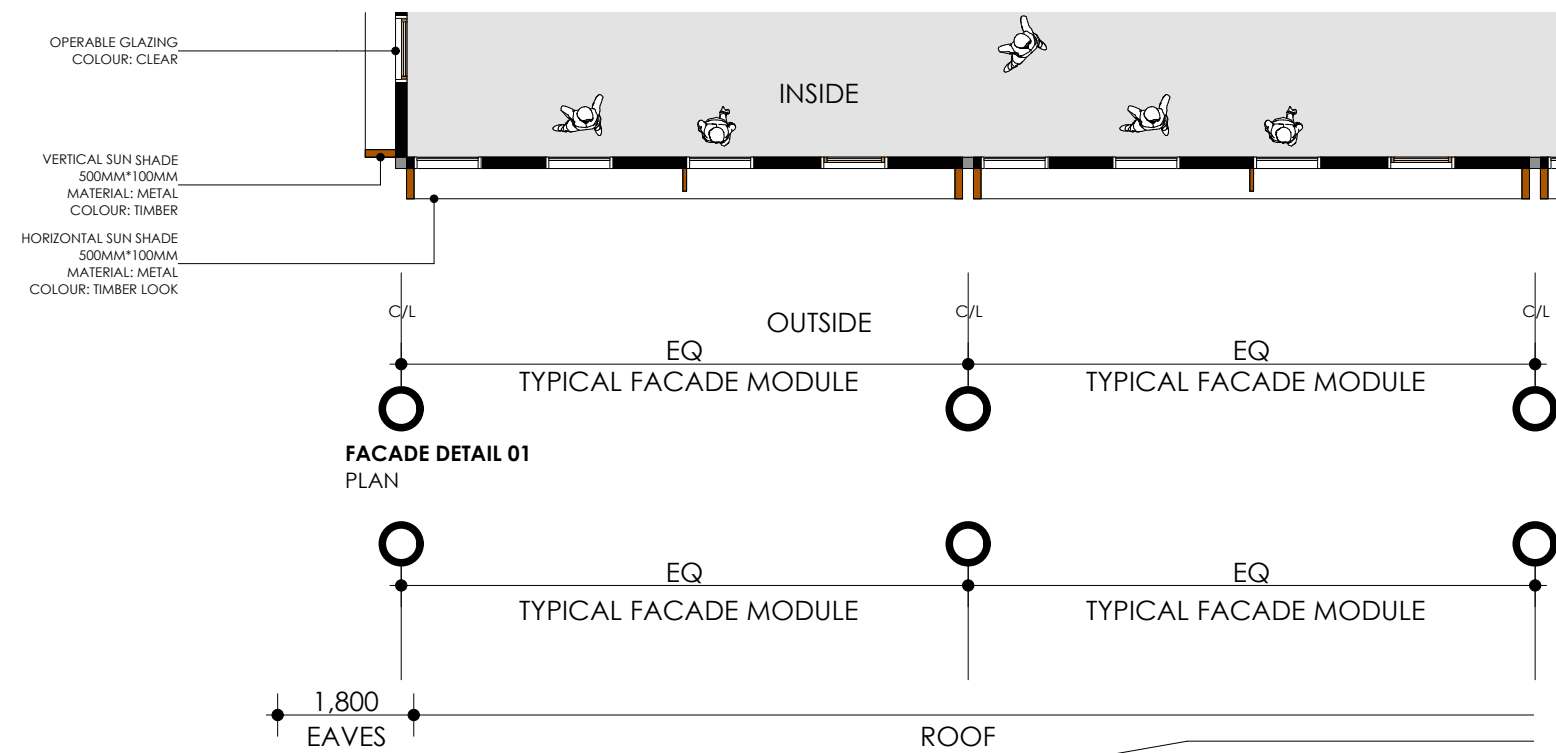 OPERABLE GLAZING
COLOUR: CLEAR
INSIDE
VERTICAL SUN SHADE
500MM*100MM
MATERIAL: METAL
COLOUR: TIMBER
HORIZONTAL SUN SHADE
500MM*100MM
MATERIAL: METAL
COLOUR: TIMBER LOOK
C/L
OUTSIDE
C/L
C/L
EQ
EQ
TYPICAL FACADE MODULE
TYPICAL FACADE MODULE
FACADE DETAIL 01
PLAN
EQ
EQ
TYPICAL FACADE MODULE
TYPICAL FACADE MODULE
1,800
EAVES
ROOF